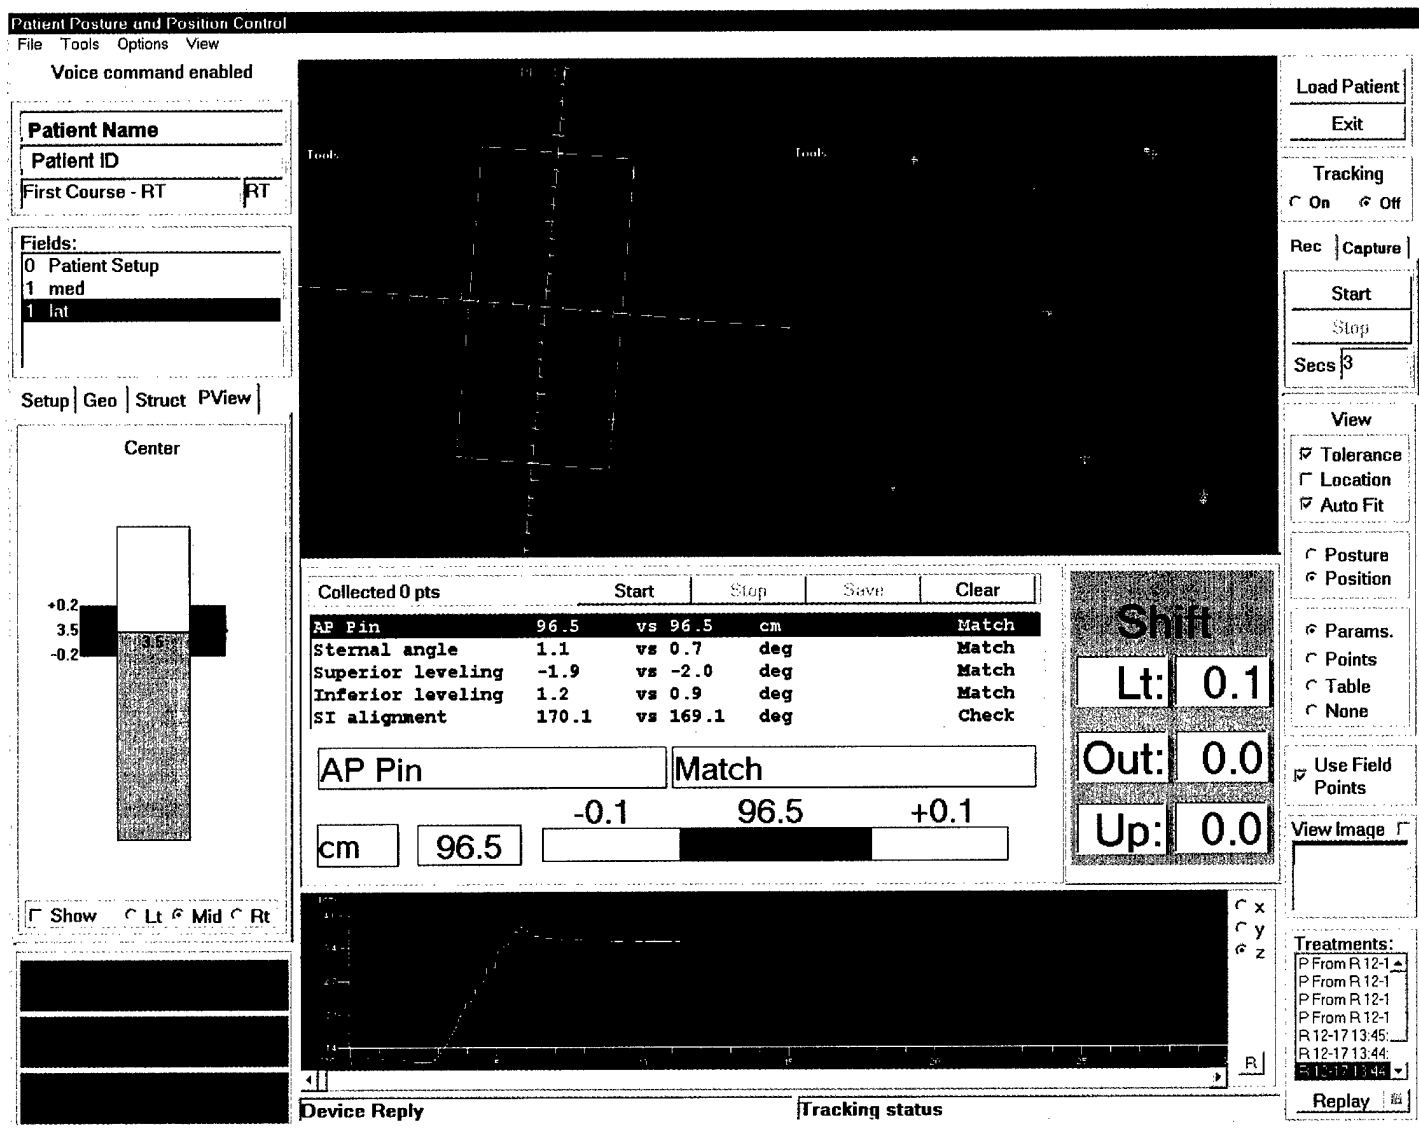 Patient Posture and Position Control
File Tools Options View
Voice command enabled
Patient Name
Patient ID
First Course - RT RT
Fields:
0 Patient Setup
1 med
1 lat
Setup Geo Struct PView
Center
+0.2
3.5
-0.2
3.5
Show Lt Mid Rt
Tools
Tools
Collected 0 pts Start Stop Save Clear
AP Pin 96.5 vs 96.5 cm Match
Sternal angle 1.1 vs 0.7 deg Match
Superior leveling -1.9 vs -2.0 deg Match
Inferior leveling 1.2 vs 0.9 deg Match
SI alignment 170.1 vs 169.1 deg Check
AP Pin Match
-0.1 96.5 +0.1
cm 96.5
Shift
Lt: 0.1
Out: 0.0
Up: 0.0
x
y
z
R
Device Reply Tracking status
Load Patient
Exit
Tracking
On Off
Rec Capture
Start
Stop
Secs 3
View
Tolerance
Location
Auto Fit
Posture
Position
Params.
Points
Table
None
Use Field
Points
View Image
Treatments:
P From R 12-1
P From R 12-1
P From R 12-1
P From R 12-1
R 12-17 13:45:
R 12-17 13:44:
R 12-17 13:44
Replay